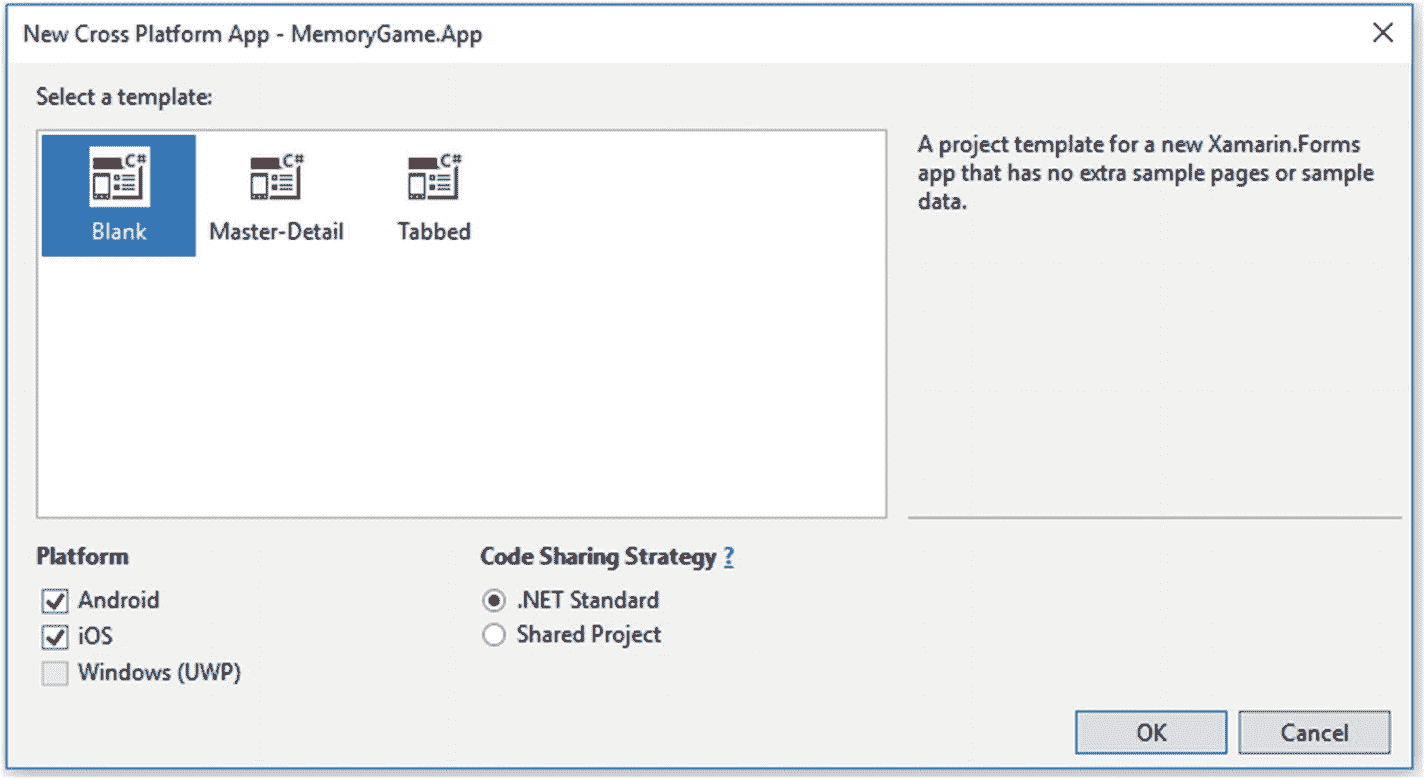 New Cross Platform App - MemoryGame.App
Select a template:
C#
C#
C#
Blank
Master-Detail
Tabbed
A project template for a new Xamarin.Forms
app that has no extra sample pages or sample
data.
Platform
Android
iOS
Windows (UWP)
Code Sharing Strategy ?
.NET Standard
Shared Project
OK
Cancel